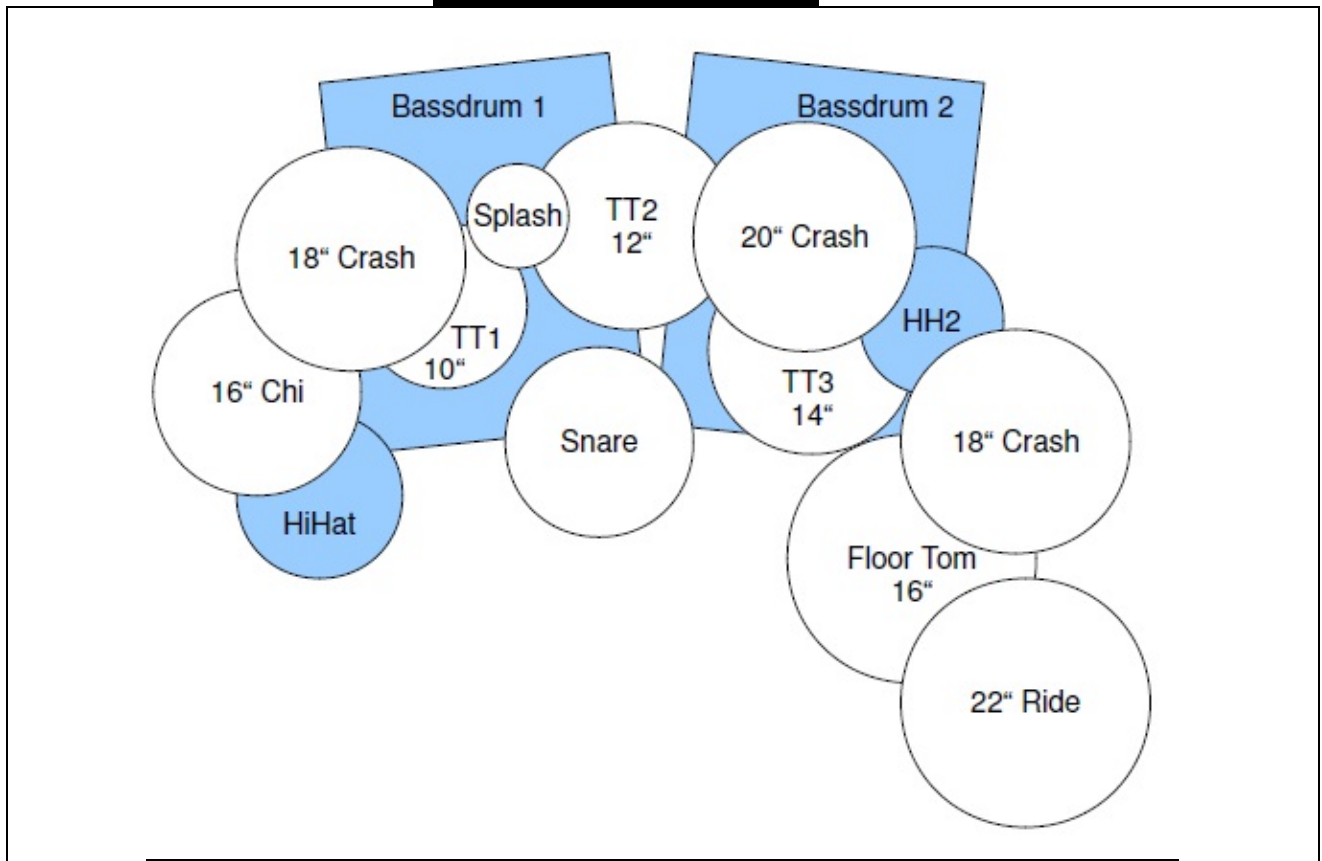 Bassdrum 1
Bassdrum 2
Splash
TT2
12“
20“ Crash
18“ Crash
HH2
TT1
10“
16“ Chi
TT3
14“
Snare
18“ Crash
HiHat
Floor Tom
16“
22“ Ride